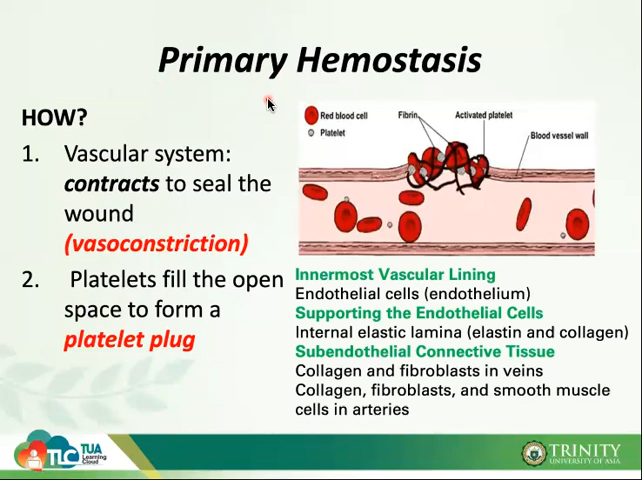 Primary Hemostasis
HOW?
1. Vascular system:
contracts to seal the
wound
(vasoconstriction)
2. Platelets fill the open
space to form a
platelet plug
Red blood cell
Platelet
Fibrin
Activated platelet
Blood vessel wall
Innermost Vascular Lining
Endothelial cells (endothelium)
Supporting the Endothelial Cells
Internal elastic lamina (elastin and collagen)
Subendothelial Connective Tissue
Collagen and fibroblasts in veins
Collagen, fibroblasts, and smooth muscle
cells in arteries
TLC
TUA
Learning
Cloud
TRINITY
UNIVERSITY OF ASIA